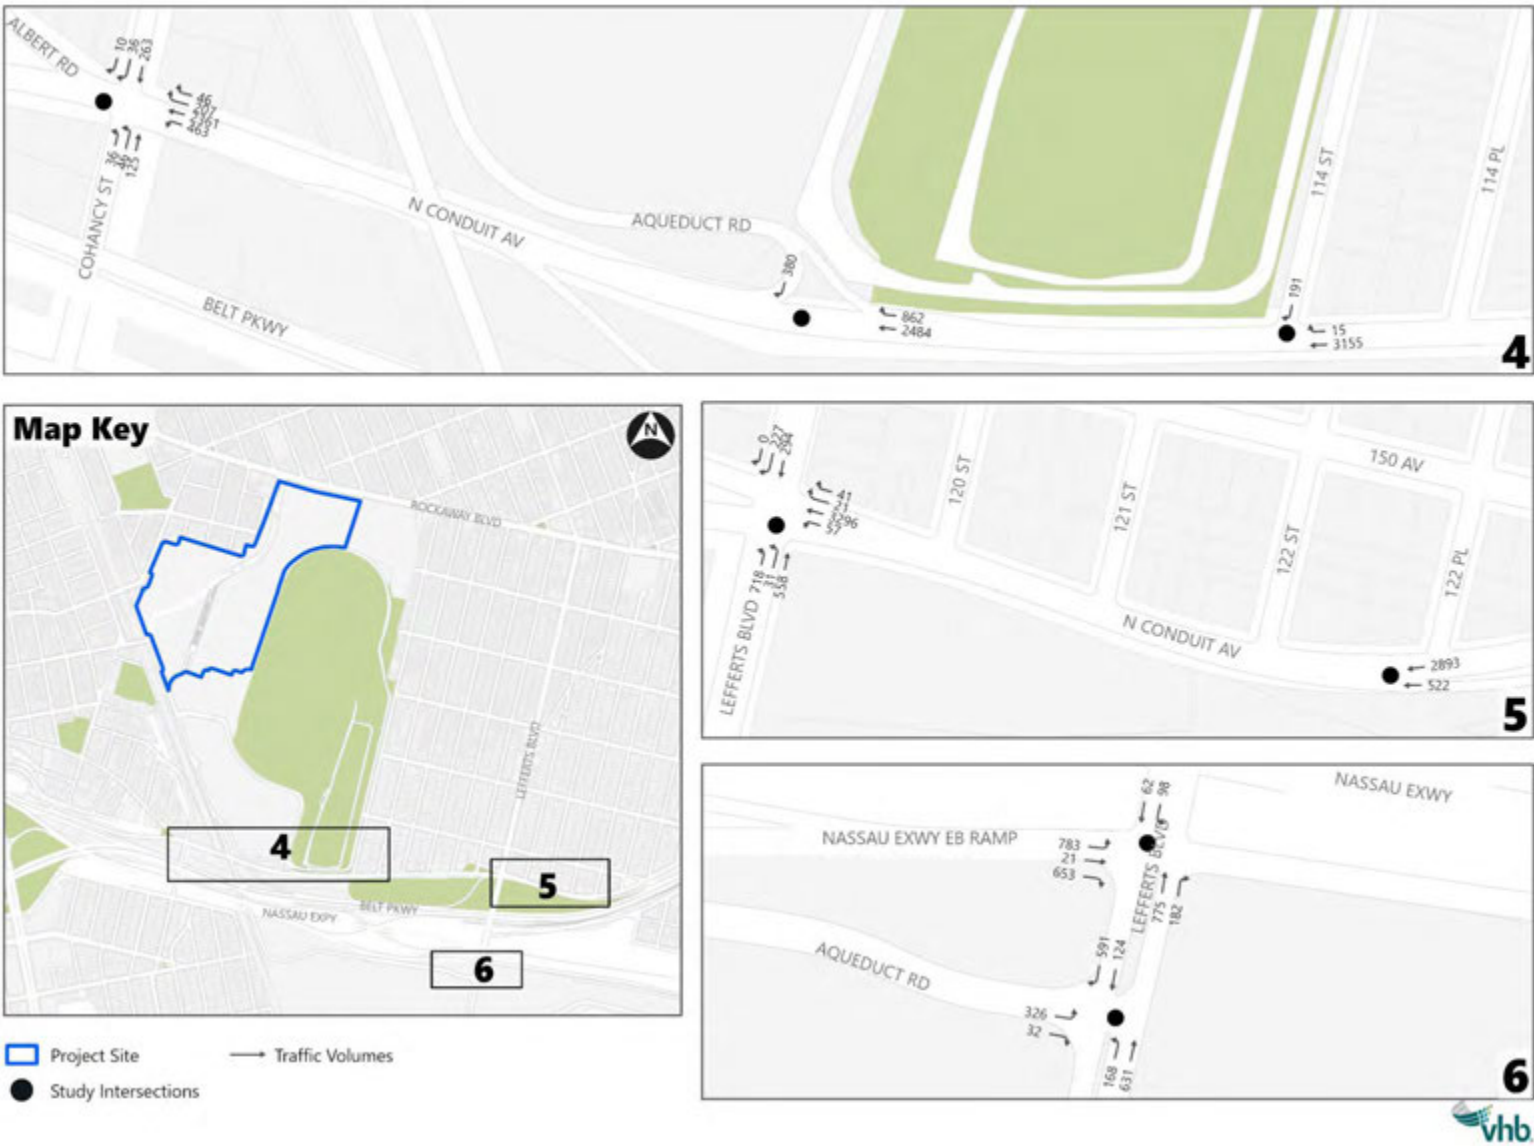 ALBERT RD
10
36
263
46
207
2361
463
36
125
COHANCY ST
N CONDUIT AV
BELT PKWY
AQUEDUCT RD
380
862
2484
191
15
3155
114 ST
114 PL
4
Map Key
N
ROCKAWAY BLVD
LEFFERTS BLVD
4
5
6
NASSAU EXPY
BELT PKWY
0
227
294
41
2296
57
718
31
558
LEFFERTS BLVD
120 ST
121 ST
122 ST
122 PL
150 AV
N CONDUIT AV
2893
522
5
62
98
NASSAU EXWY
NASSAU EXWY EB RAMP
783
21
653
LEFFERTS BLVD
775
182
AQUEDUCT RD
591
124
326
32
168
631
6
Project Site
Traffic Volumes
Study Intersections
vhb